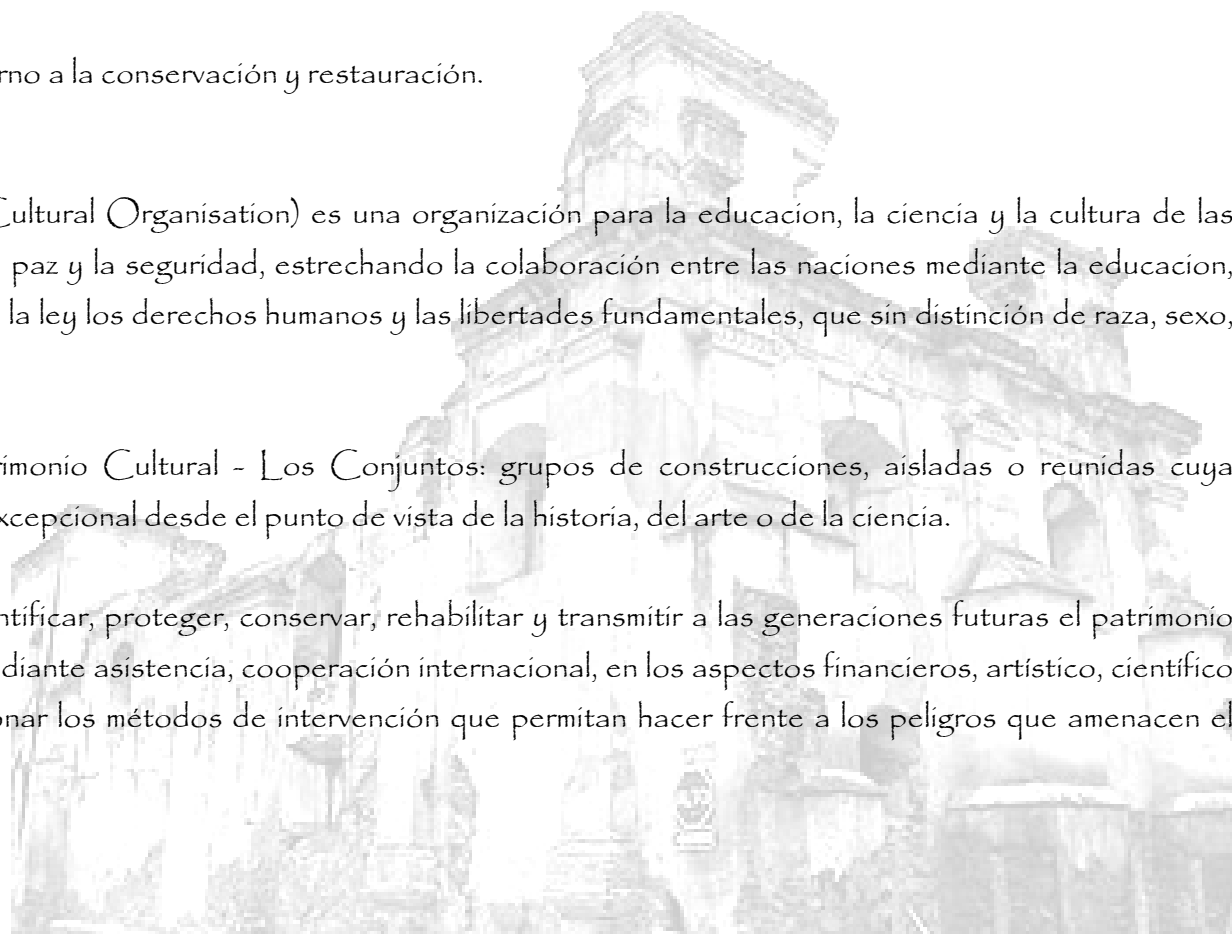 rno a la conservación y restauración.
Cultural Organisation) es una organización para la educacion, la ciencia y la cultura de las
paz y la seguridad, estrechando la colaboración entre las naciones mediante la educacion,
la ley los derechos humanos y las libertades fundamentales, que sin distinción de raza, sexo,
rimonio Cultural - Los Conjuntos: grupos de construcciones, aisladas o reunidas cuya
xcepcional desde el punto de vista de la historia, del arte o de la ciencia.
ntificar, proteger, conservar, rehabilitar y transmitir a las generaciones futuras el patrimonio
diante asistencia, cooperación internacional, en los aspectos financieros, artístico, científico
onar los métodos de intervención que permitan hacer frente a los peligros que amenacen el